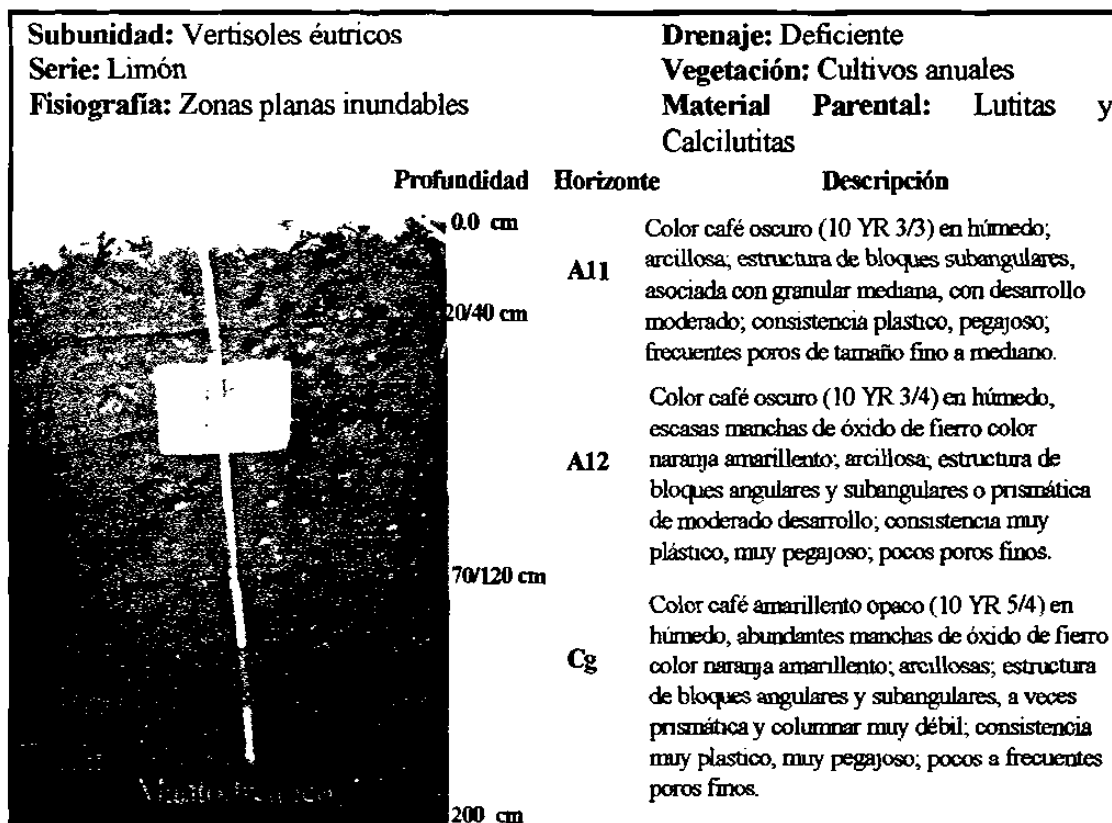 Subunidad: Vertisoles éutricos
Serie: Limón
Fisiografía: Zonas planas inundables
Drenaje: Deficiente
Vegetación: Cultivos anuales
Material Parental: Lutitas y
Calcilutitas
Profundidad Horizonte Descripción
0.0 cm
A11
Color café oscuro (10 YR 3/3) en húmedo;
arcillosa; estructura de bloques subangulares,
asociada con granular mediana, con desarrollo
moderado; consistencia plastico, pegajoso;
frecuentes poros de tamaño fino a mediano.
20/40 cm
A12
Color café oscuro (10 YR 3/4) en húmedo,
escasas manchas de óxido de fierro color
naranja amarillento; arcillosa; estructura de
bloques angulares y subangulares o prismática
de moderado desarrollo; consistencia muy
plástico, muy pegajoso; pocos poros finos.
70/120 cm
Cg
Color café amarillento opaco (10 YR 5/4) en
húmedo, abundantes manchas de óxido de fierro
color naranja amarillento; arcillosas; estructura
de bloques angulares y subangulares, a veces
prismática y columnar muy débil; consistencia
muy plastico, muy pegajoso; pocos a frecuentes
poros finos.
200 cm